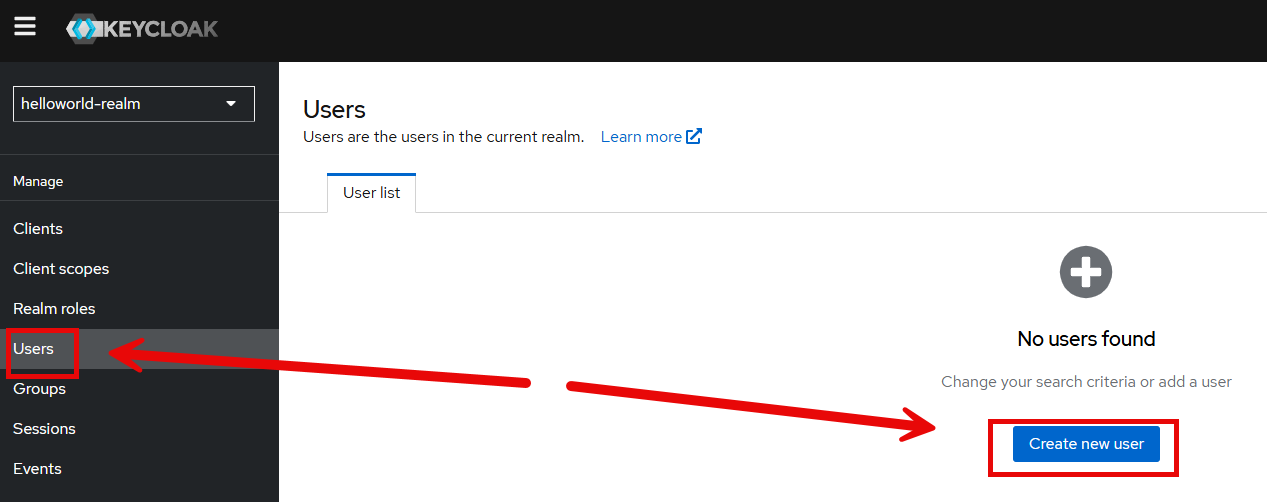 KEYCLOAK
helloworld-realm
Manage
Clients
Client scopes
Realm roles
Users
Groups
Sessions
Events
Users
Users are the users in the current realm. Learn more
User list
No users found
Change your search criteria or add a user
Create new user